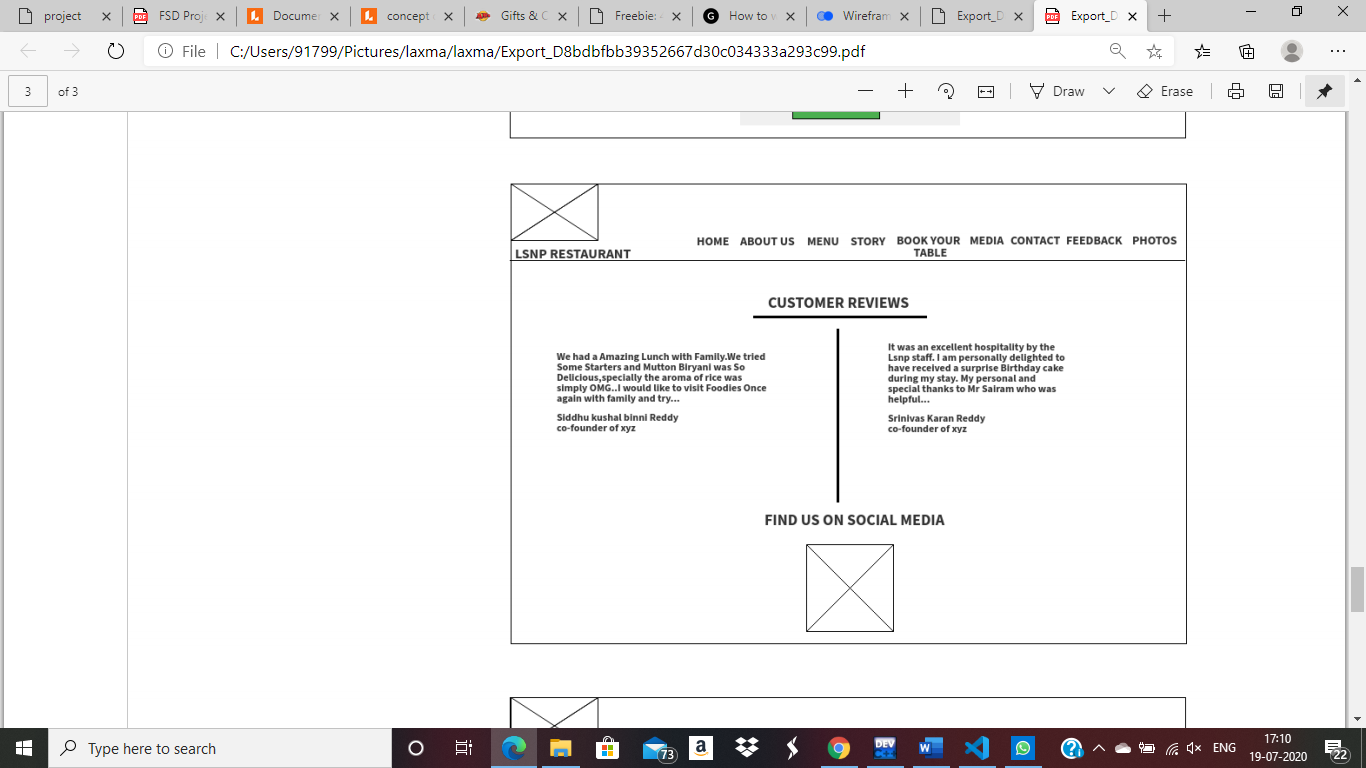 project
FSD Proj
Documen
concept
Gifts & C
Freebie:
How to w
Wirefram
Export_D
Export_D
File
C:/Users/91799/Pictures/laxma/laxma/Export_D8bdbfbb39352667d30c034333a293c99.pdf
3
of 3
Draw
Erase
HOME ABOUT US MENU STORY BOOK YOUR TABLE MEDIA CONTACT FEEDBACK PHOTOS
LSNP RESTAURANT
CUSTOMER REVIEWS
We had a Amazing Lunch with Family.We tried
Some Starters and Mutton Biryani was So
Delicious,specially the aroma of rice was
simply OMG..I would like to visit Foodies Once
again with family and try...
Siddhu kushal binni Reddy
co-founder of xyz
It was an excellent hospitality by the
Lsnp staff. I am personally delighted to
have received a surprise Birthday cake
during my stay. My personal and
special thanks to Mr Sairam who was
helpful...
Srinivas Karan Reddy
co-founder of xyz
FIND US ON SOCIAL MEDIA
Type here to search
73
DEV
ENG
17:10
19-07-2020
22